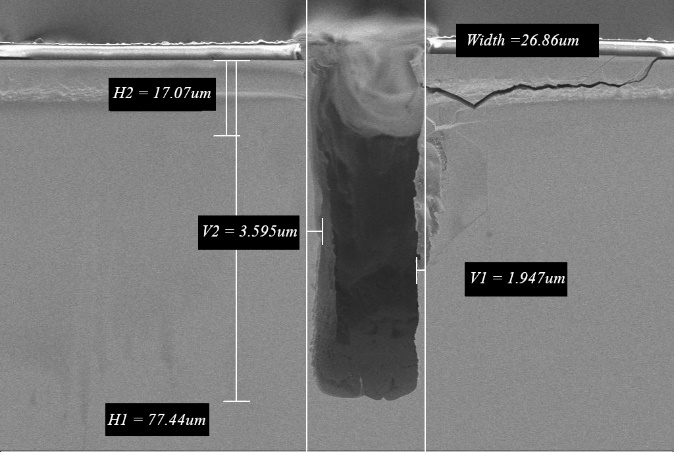 Width =26.86um
H2 = 17.07um
V2 = 3.595um
V1 = 1.947um
H1 = 77.44um